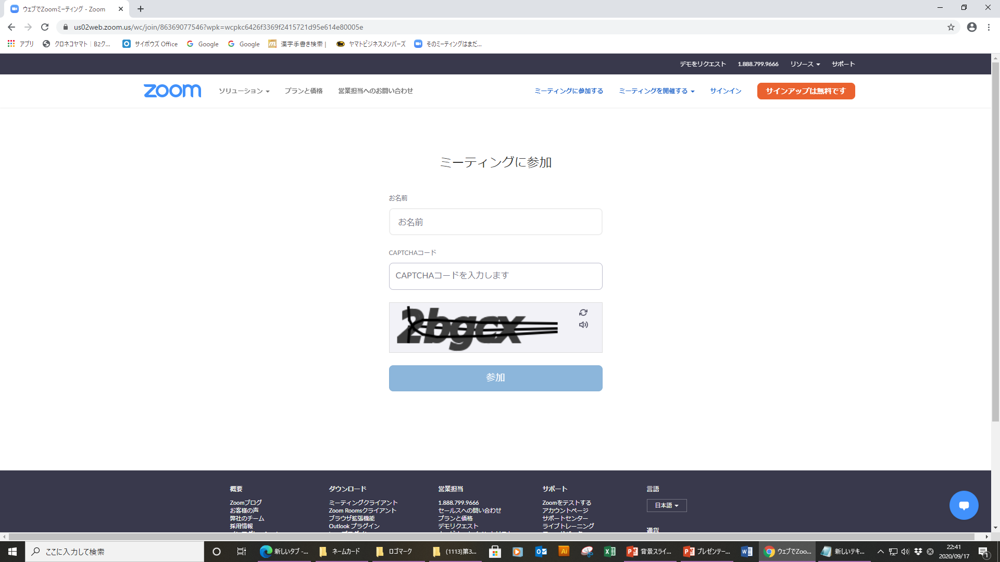 ウェブでZoomミーティング - Zoom
us02web.zoom.us/wc/join/86369077546?wpk=wcpkc6426f3369f2415721d95e614e80005e
アプリ
クロネコヤマト｜B2ク...
サイボウズ Office
Google
Google
漢字手書き検索 |
ヤマトビジネスメンバーズ
そのミーティングはまだ...
デモをリクエスト
1.888.799.9666
リソース
サポート
zoom
ソリューション
プランと価格
営業担当へのお問い合わせ
ミーティングに参加する
ミーティングを開催する
サインイン
サインアップは無料です
ミーティングに参加
お名前
お名前
CAPTCHAコード
CAPTCHAコードを入力します
2bgcx
参加
概要
Zoomブログ
お客様の声
弊社のチーム
採用情報
ダウンロード
ミーティングクライアント
Zoom Roomsクライアント
ブラウザ拡張機能
Outlook プラグイン
営業担当
1.888.799.9666
セールスへの問い合わせ
プランと価格
デモリクエスト
サポート
Zoomをテストする
アカウントページ
サポートセンター
ライブトレーニング
言語
日本語
通貨
ここに入力して検索
新しいタブ -...
ネームカード
ロゴマーク
(1113)第3...
Ai
背景スライ...
プレゼンテー...
ウェブでZoo...
新しいテキ...
22:41
2020/09/17
1